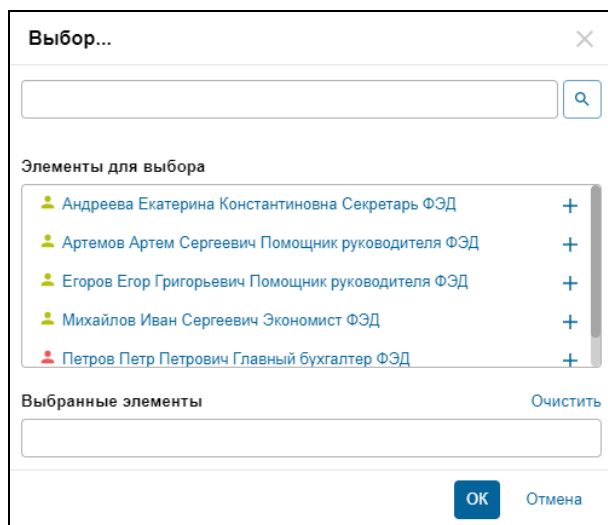 Выбор...
Элементы для выбора
Андреева Екатерина Константиновна Секретарь ФЭД
Артемов Артем Сергеевич Помощник руководителя ФЭД
Егоров Егор Григорьевич Помощник руководителя ФЭД
Михайлов Иван Сергеевич Экономист ФЭД
Петров Петр Петрович Главный бухгалтер ФЭД
Выбранные элементы Очистить
ОК Отмена